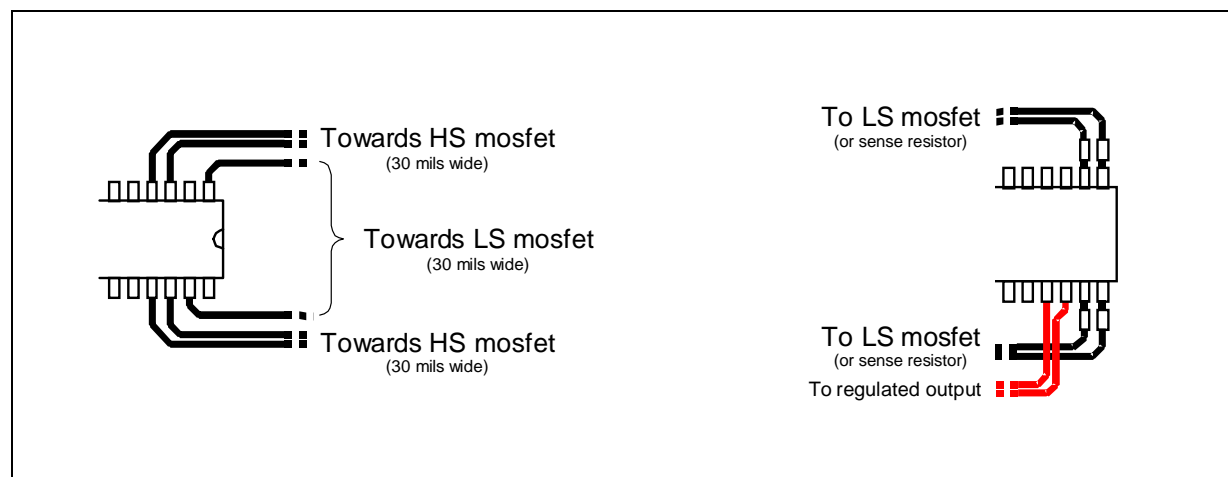 Towards HS mosfet
(30 mils wide)
Towards LS mosfet
(30 mils wide)
Towards HS mosfet
(30 mils wide)
To LS mosfet
(or sense resistor)
To LS mosfet
(or sense resistor)
To regulated output